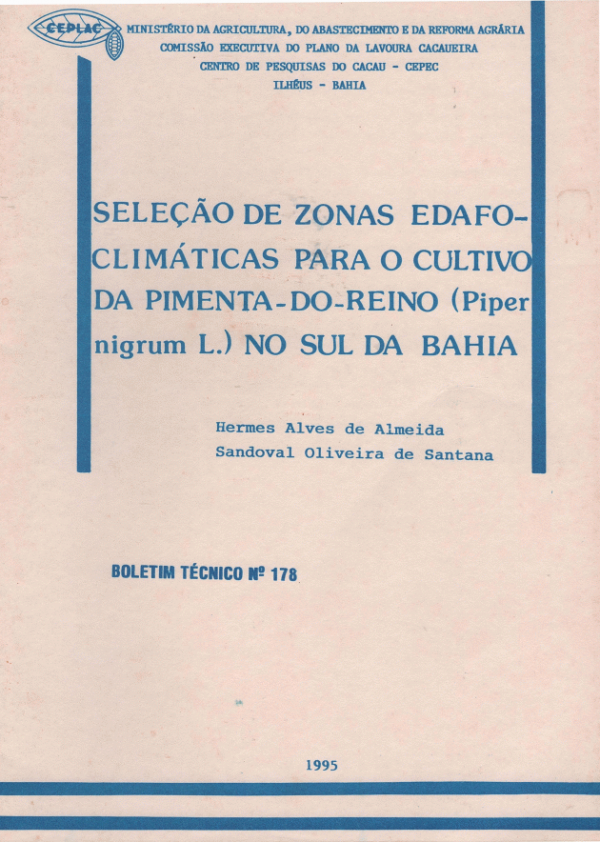 CEPLAC
MINISTÉRIO DA AGRICULTURA, DO ABASTECIMENTO E DA REFORMA AGRÁRIA
COMISSÃO EXECUTIVA DO PLANO DA LAVOURA CACAUEIRA
CENTRO DE PESQUISAS DO CACAU - CEPEC
ILHÉUS - BAHIA
SELEÇÃO DE ZONAS EDAFO-
CLIMÁTICAS PARA O CULTIVO
DA PIMENTA-DO-REINO (Piper
nigrum L.) NO SUL DA BAHIA
Hermes Alves de Almeida
Sandoval Oliveira de Santana
BOLETIM TÉCNICO Nº 178
1995